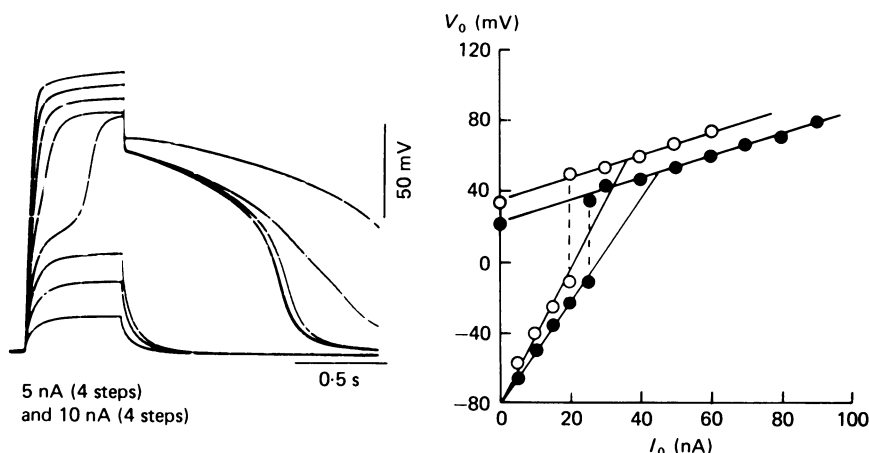 50 mV
0·5 s
5 nA (4 steps)
and 10 nA (4 steps)
V₀ (mV)
120
80
40
0
−40
−80
0 20 40 60 80 100
I₀ (nA)